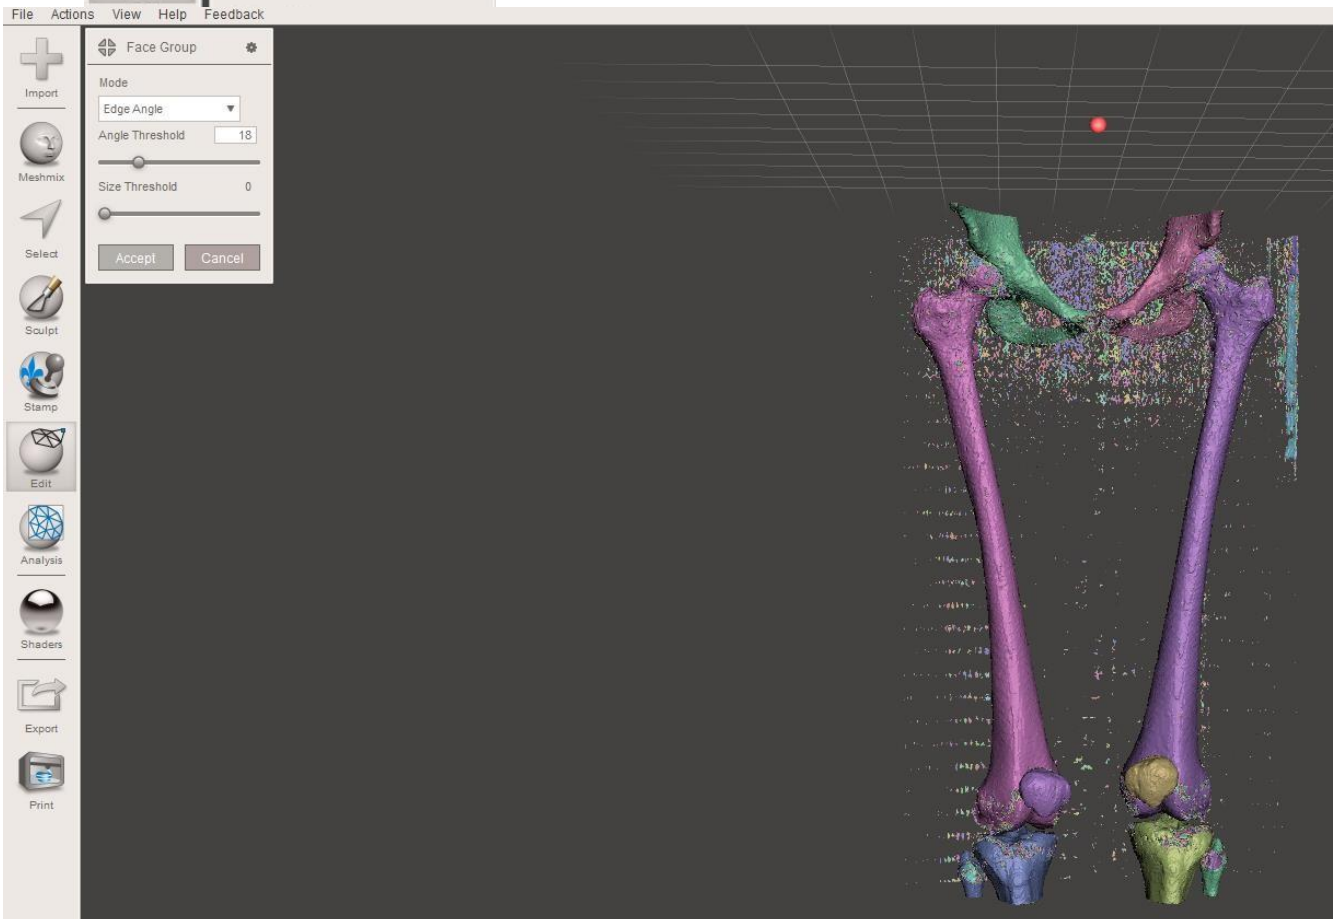 File Actions View Help Feedback
Import
Meshmix
Select
Sculpt
Stamp
Edit
Analysis
Shaders
Export
Print
Face Group
Mode
Edge Angle
Angle Threshold 18
Size Threshold 0
Accept Cancel